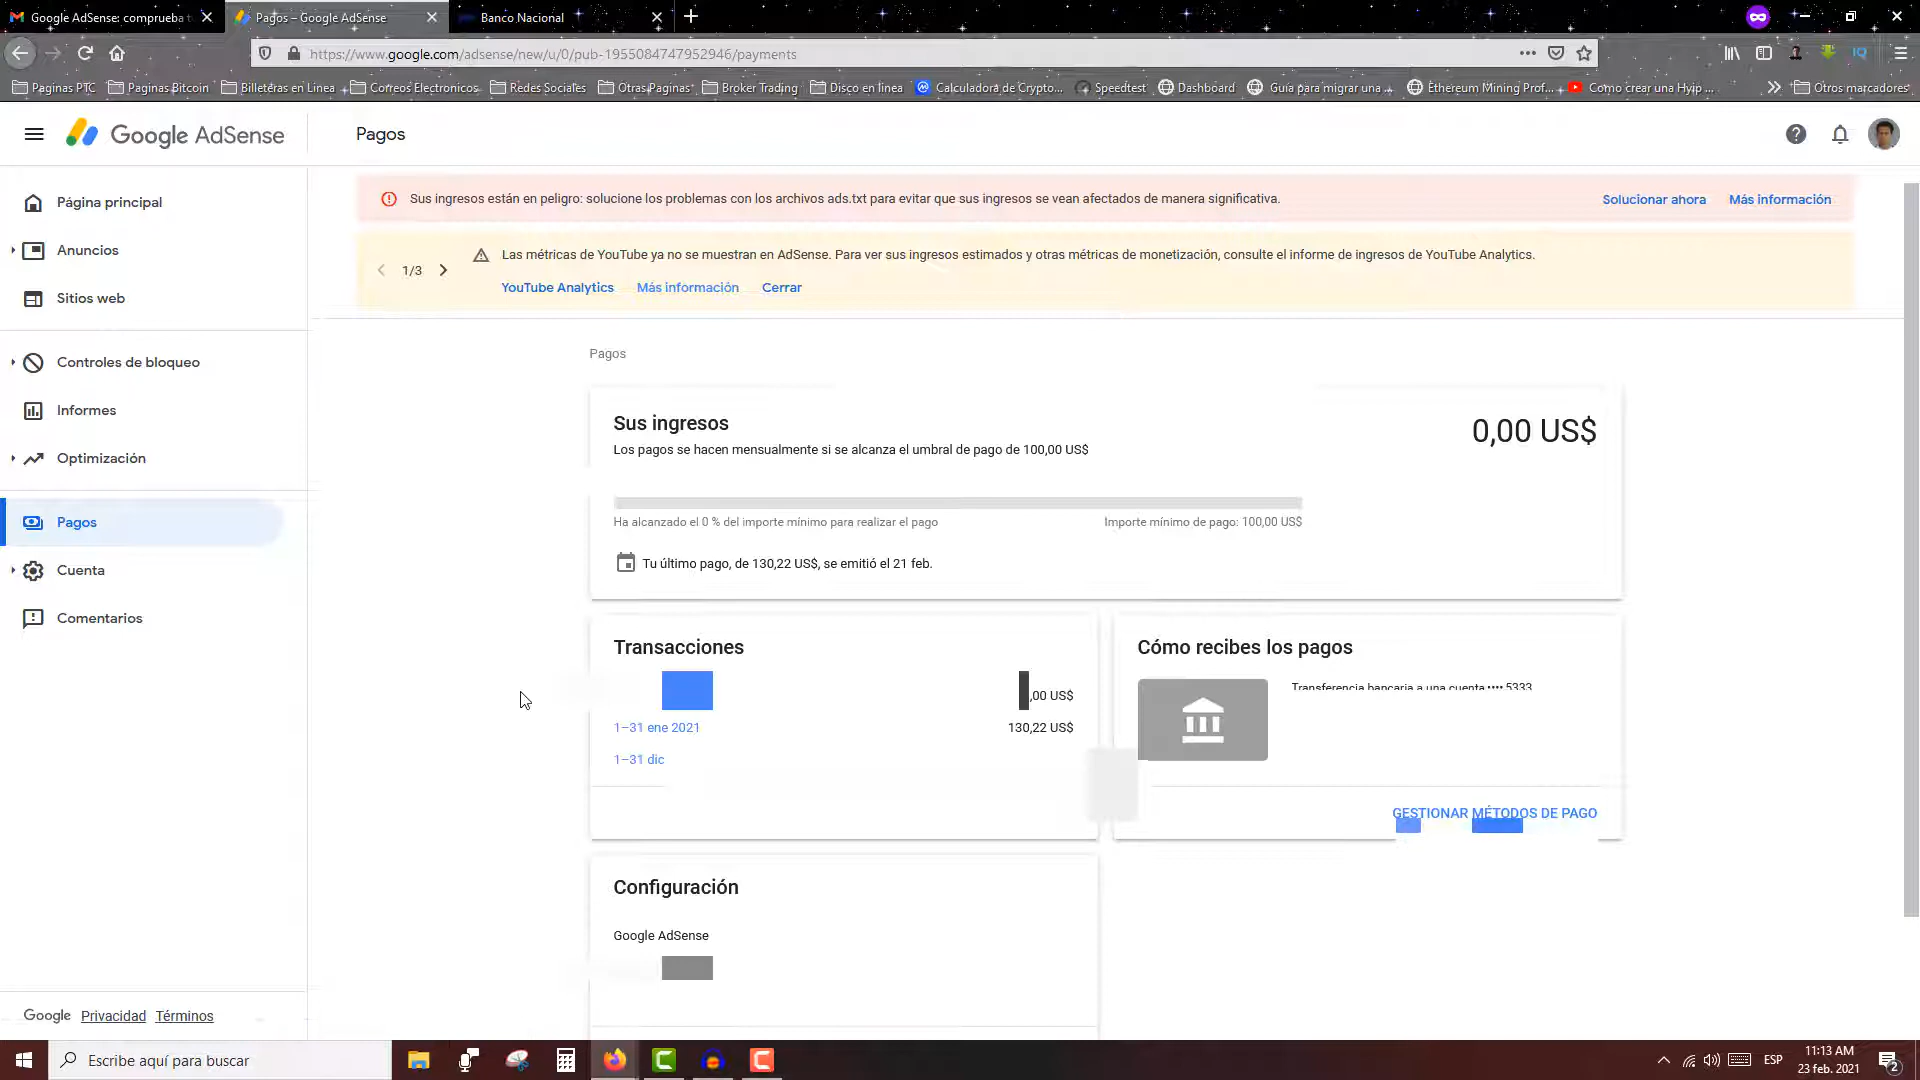 Google AdSense: comprueba t
Pagos – Google AdSense
Banco Nacional
https://www.google.com/adsense/new/u/0/pub-1955084747952946/payments
Paginas PTC
Paginas Bitcoin
Billeteras en Linea
Correos Electronicos
Redes Sociales
Otras Paginas
Broker Trading
Disco en linea
Calculadora de Crypto...
Speedtest
Dashboard
Guía para migrar una ...
Ethereum Mining Prof...
Como crear una Hyip ...
Otros marcadores
Google AdSense
Pagos
Página principal
Anuncios
Sitios web
Controles de bloqueo
Informes
Optimización
Pagos
Cuenta
Comentarios
Google Privacidad Términos
Sus ingresos están en peligro: solucione los problemas con los archivos ads.txt para evitar que sus ingresos se vean afectados de manera significativa.
Solucionar ahora
Más información
1/3
Las métricas de YouTube ya no se muestran en AdSense. Para ver sus ingresos estimados y otras métricas de monetización, consulte el informe de ingresos de YouTube Analytics.
YouTube Analytics
Más información
Cerrar
Pagos
Sus ingresos
0,00 US$
Los pagos se hacen mensualmente si se alcanza el umbral de pago de 100,00 US$
Ha alcanzado el 0 % del importe mínimo para realizar el pago
Importe mínimo de pago: 100,00 US$
Tu último pago, de 130,22 US$, se emitió el 21 feb.
Transacciones
,00 US$
1–31 ene 2021
130,22 US$
1–31 dic
Cómo recibes los pagos
Transferencia bancaria a una cuenta •••• 5333
GESTIONAR MÉTODOS DE PAGO
Configuración
Google AdSense
Escribe aquí para buscar
ESP
11:13 AM
23 feb. 2021
2